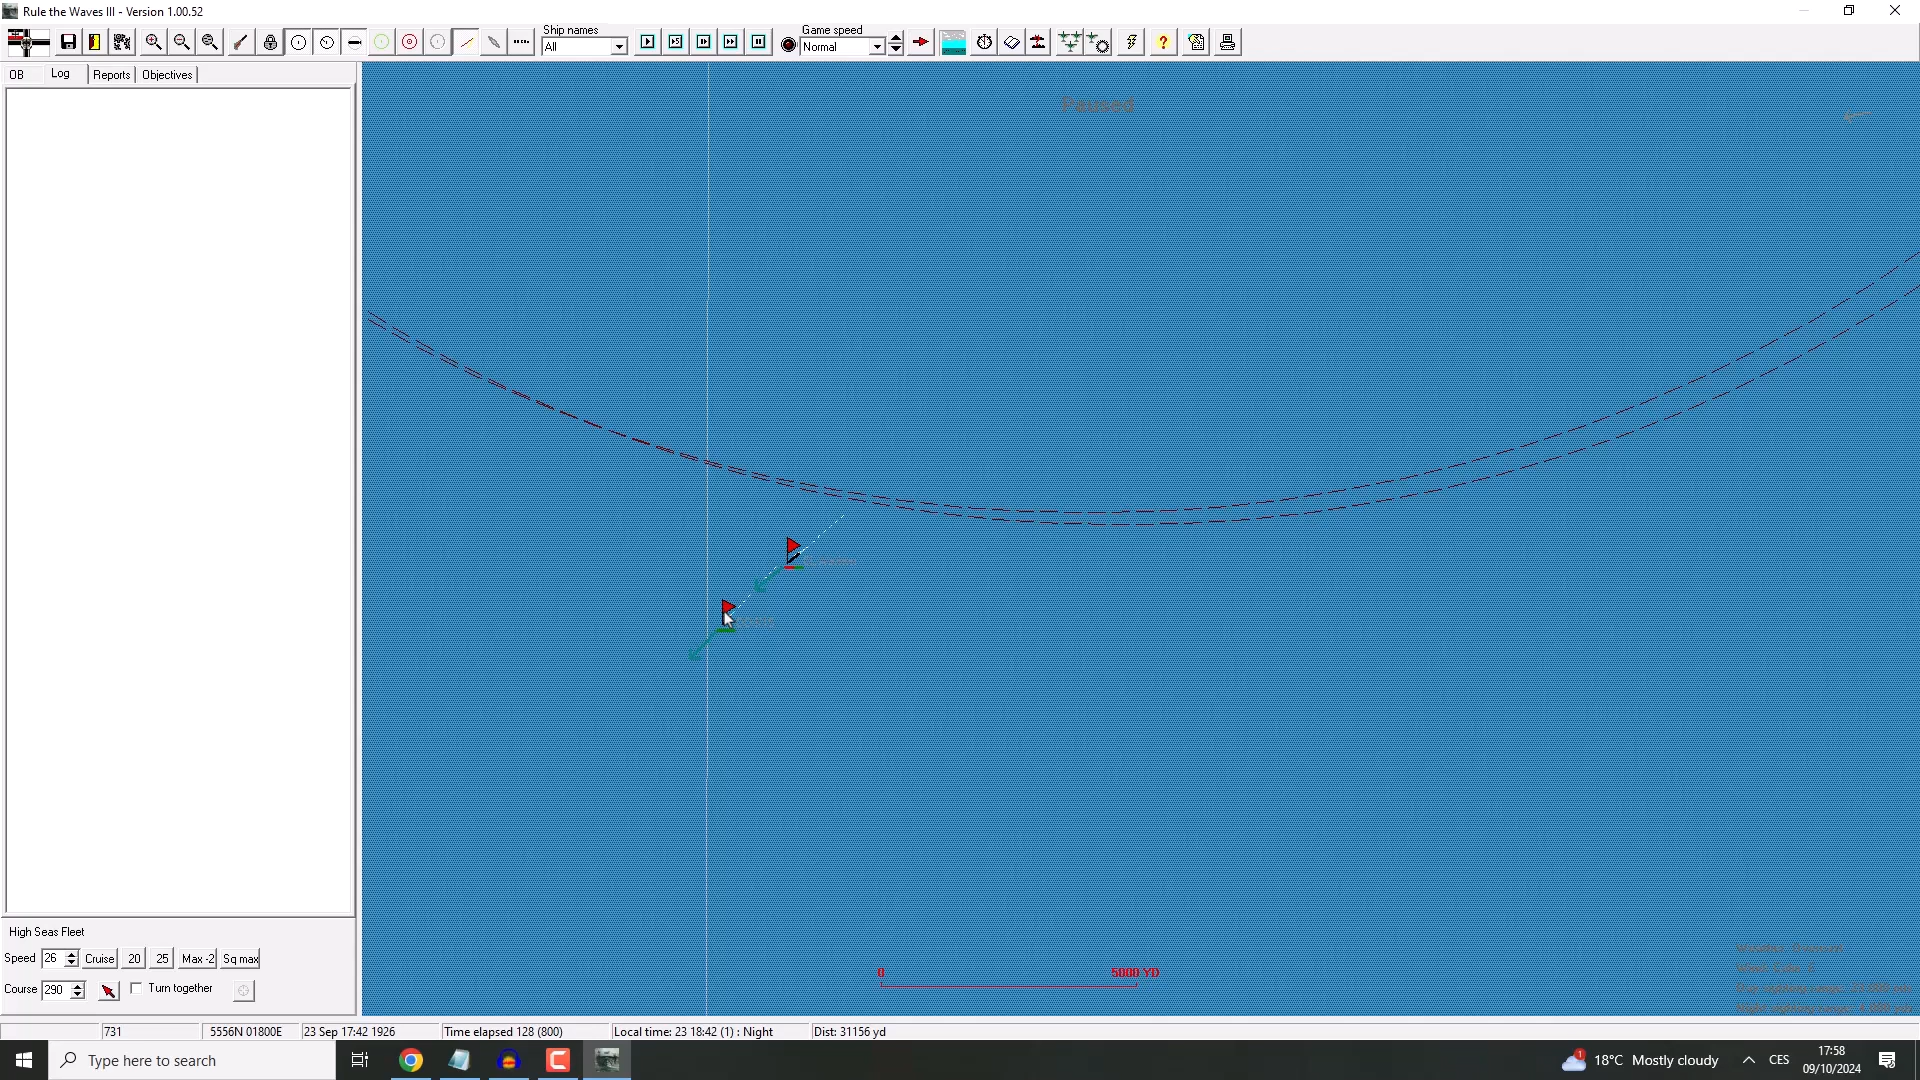 Rule the Waves III - Version 1.00.52
Ship names
All
Game speed
Normal
OB
Log
Reports
Objectives
Paused
0
5000 YD
High Seas Fleet
Speed 26 Cruise 20 25 Max -2 Sq max
Course 290 Turn together
731
5556N 01800E
23 Sep 17:42 1926
Time elapsed 128 (800)
Local time: 23 18:42 (1) : Night
Dist: 31156 yd
Type here to search
1
18°C Mostly cloudy
CES
17:58
09/10/2024